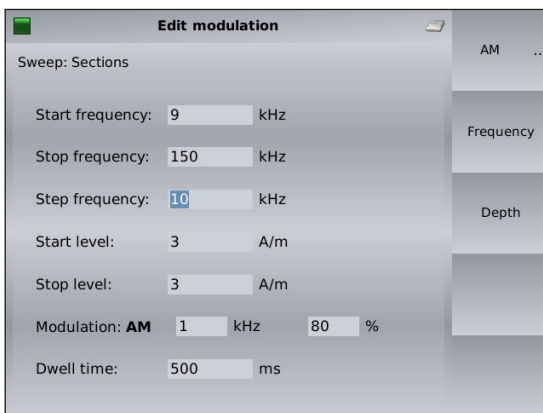 Edit modulation
AM ..
Sweep: Sections
Start frequency: 9 kHz
Stop frequency: 150 kHz
Frequency
Step frequency: 10 kHz
Depth
Start level: 3 A/m
Stop level: 3 A/m
Modulation: AM 1 kHz 80 %
Dwell time: 500 ms